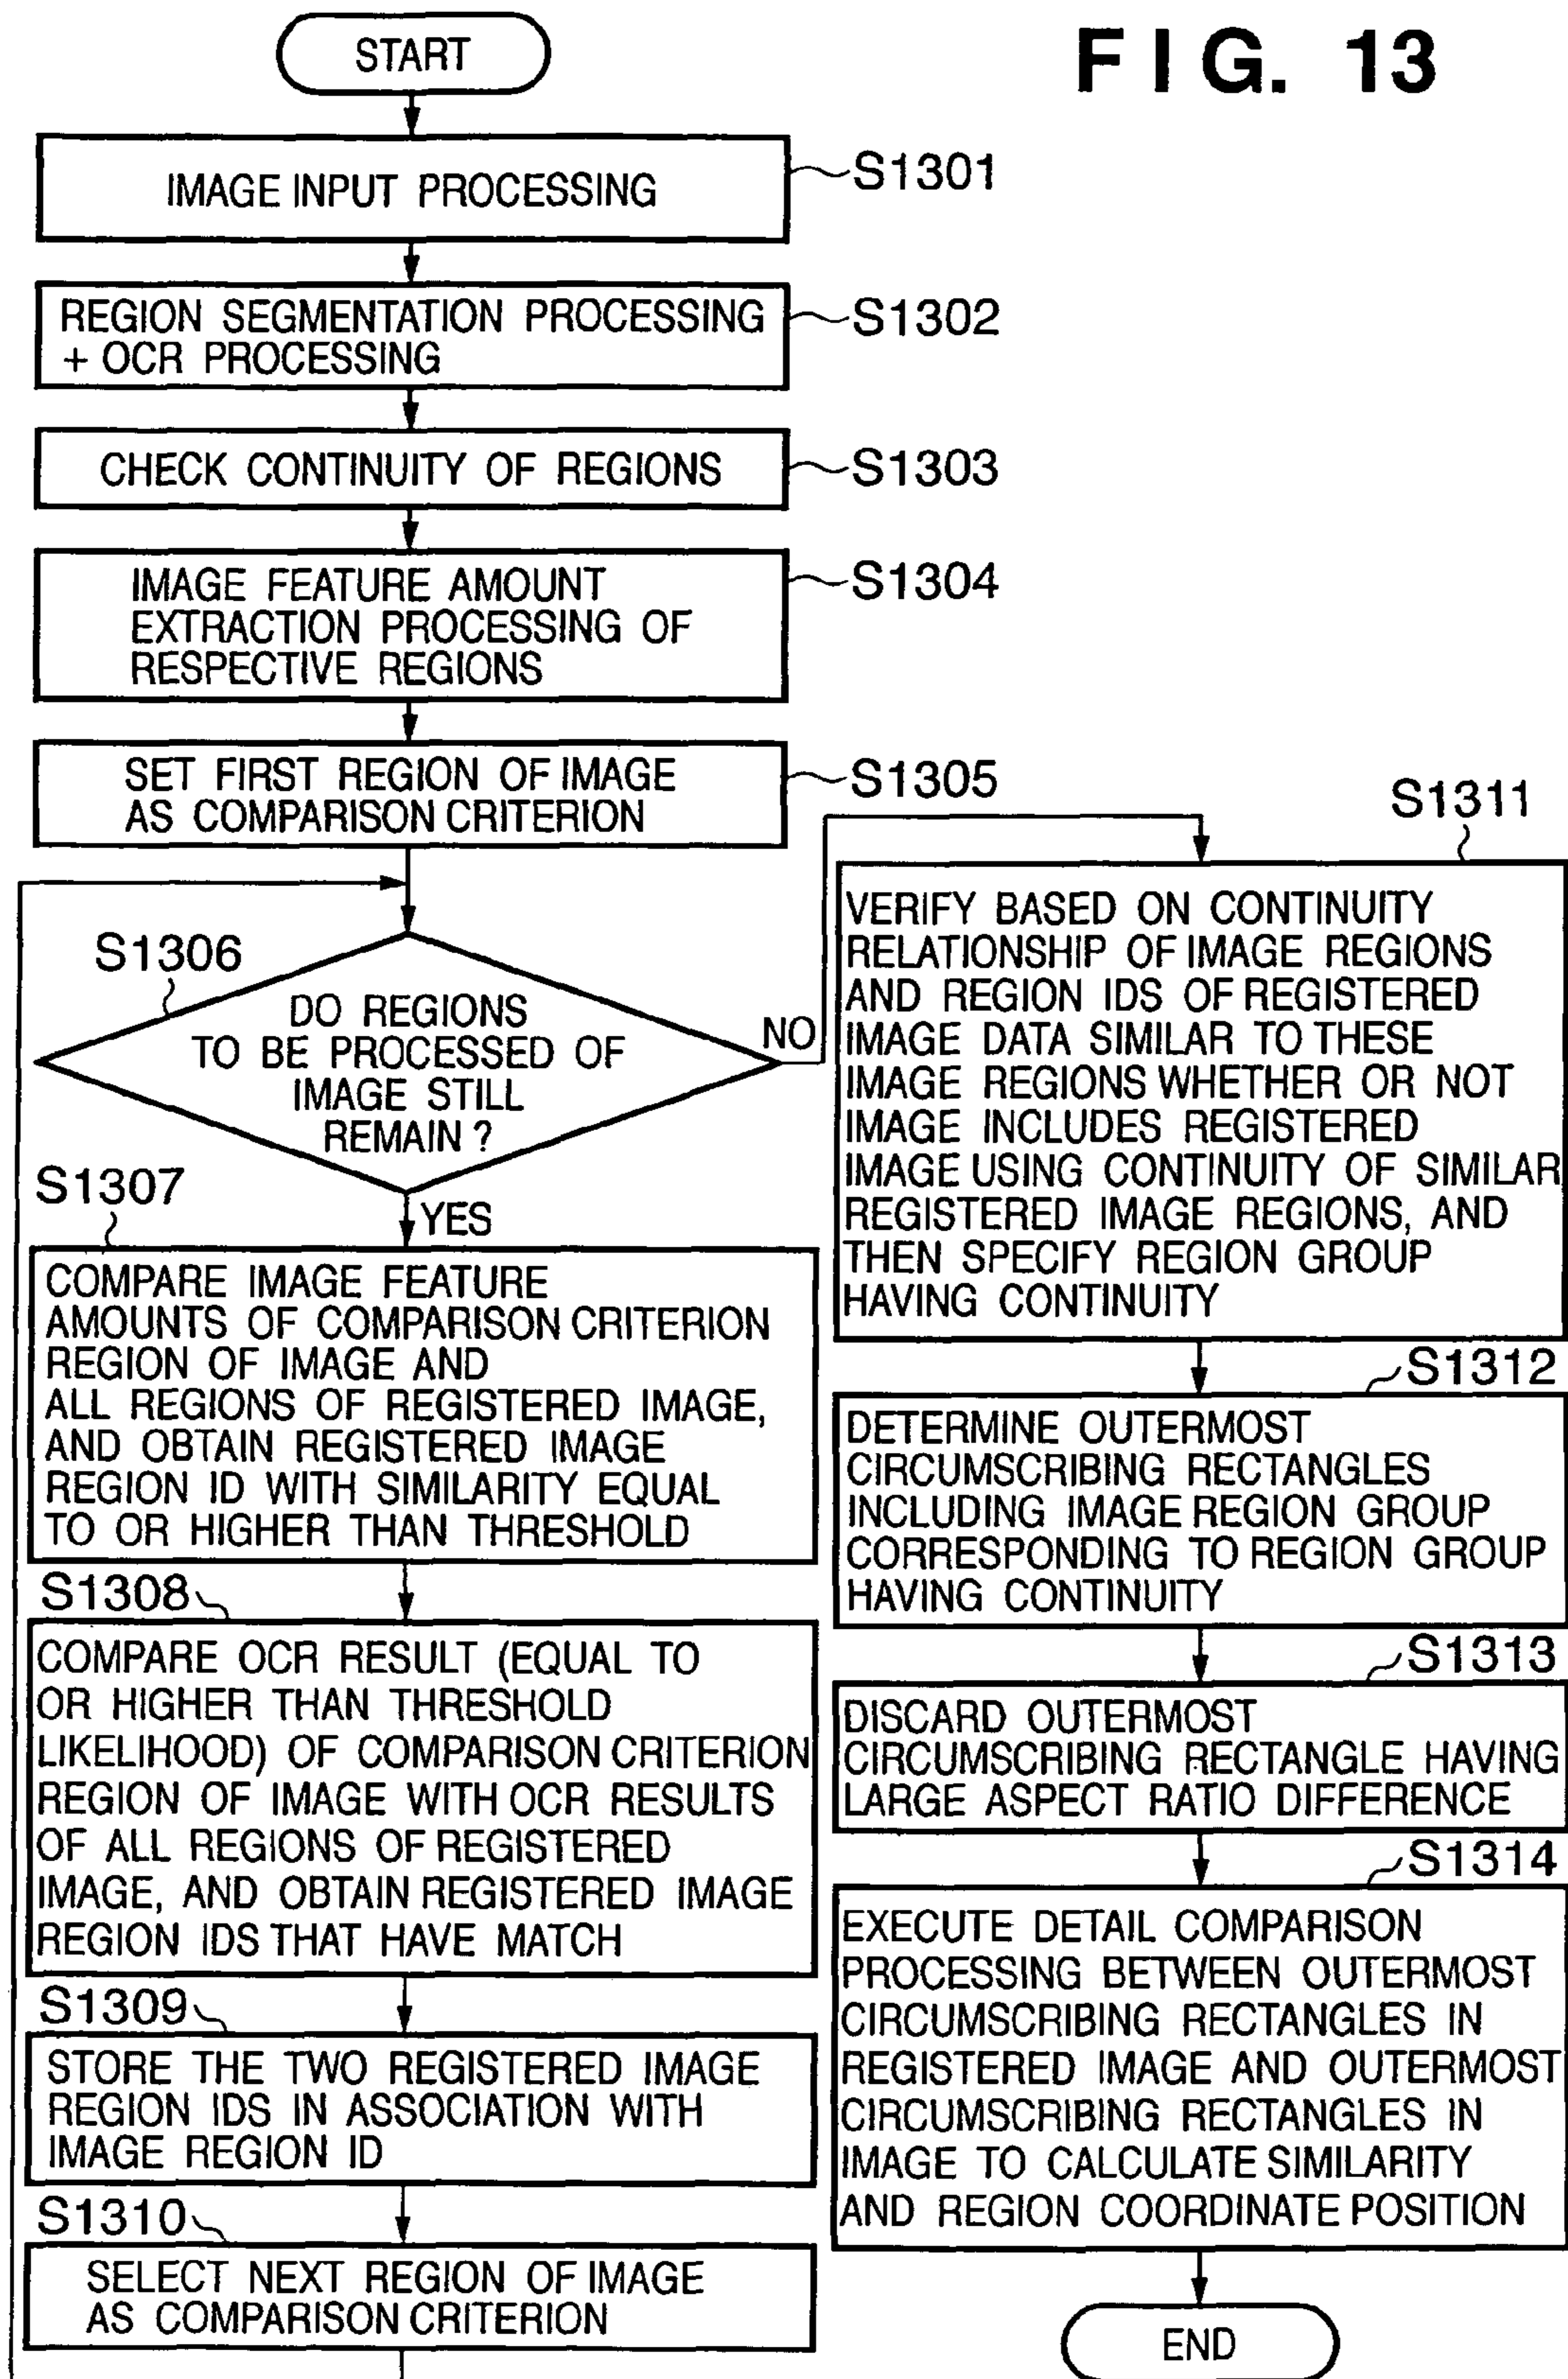 FIG. 13
START
IMAGE INPUT PROCESSING
S1301
REGION SEGMENTATION PROCESSING
+ OCR PROCESSING
S1302
CHECK CONTINUITY OF REGIONS
S1303
IMAGE FEATURE AMOUNT
EXTRACTION PROCESSING OF
RESPECTIVE REGIONS
S1304
SET FIRST REGION OF IMAGE
AS COMPARISON CRITERION
S1305
S1306
DO REGIONS
TO BE PROCESSED OF
IMAGE STILL
REMAIN ?
NO
YES
S1307
COMPARE IMAGE FEATURE
AMOUNTS OF COMPARISON CRITERION
REGION OF IMAGE AND
ALL REGIONS OF REGISTERED IMAGE,
AND OBTAIN REGISTERED IMAGE
REGION ID WITH SIMILARITY EQUAL
TO OR HIGHER THAN THRESHOLD
S1308
COMPARE OCR RESULT (EQUAL TO
OR HIGHER THAN THRESHOLD
LIKELIHOOD) OF COMPARISON CRITERION
REGION OF IMAGE WITH OCR RESULTS
OF ALL REGIONS OF REGISTERED
IMAGE, AND OBTAIN REGISTERED IMAGE
REGION IDS THAT HAVE MATCH
S1309
STORE THE TWO REGISTERED IMAGE
REGION IDS IN ASSOCIATION WITH
IMAGE REGION ID
S1310
SELECT NEXT REGION OF IMAGE
AS COMPARISON CRITERION
S1311
VERIFY BASED ON CONTINUITY
RELATIONSHIP OF IMAGE REGIONS
AND REGION IDS OF REGISTERED
IMAGE DATA SIMILAR TO THESE
IMAGE REGIONS WHETHER OR NOT
IMAGE INCLUDES REGISTERED
IMAGE USING CONTINUITY OF SIMILAR
REGISTERED IMAGE REGIONS, AND
THEN SPECIFY REGION GROUP
HAVING CONTINUITY
S1312
DETERMINE OUTERMOST
CIRCUMSCRIBING RECTANGLES
INCLUDING IMAGE REGION GROUP
CORRESPONDING TO REGION GROUP
HAVING CONTINUITY
S1313
DISCARD OUTERMOST
CIRCUMSCRIBING RECTANGLE HAVING
LARGE ASPECT RATIO DIFFERENCE
S1314
EXECUTE DETAIL COMPARISON
PROCESSING BETWEEN OUTERMOST
CIRCUMSCRIBING RECTANGLES IN
REGISTERED IMAGE AND OUTERMOST
CIRCUMSCRIBING RECTANGLES IN
IMAGE TO CALCULATE SIMILARITY
AND REGION COORDINATE POSITION
END